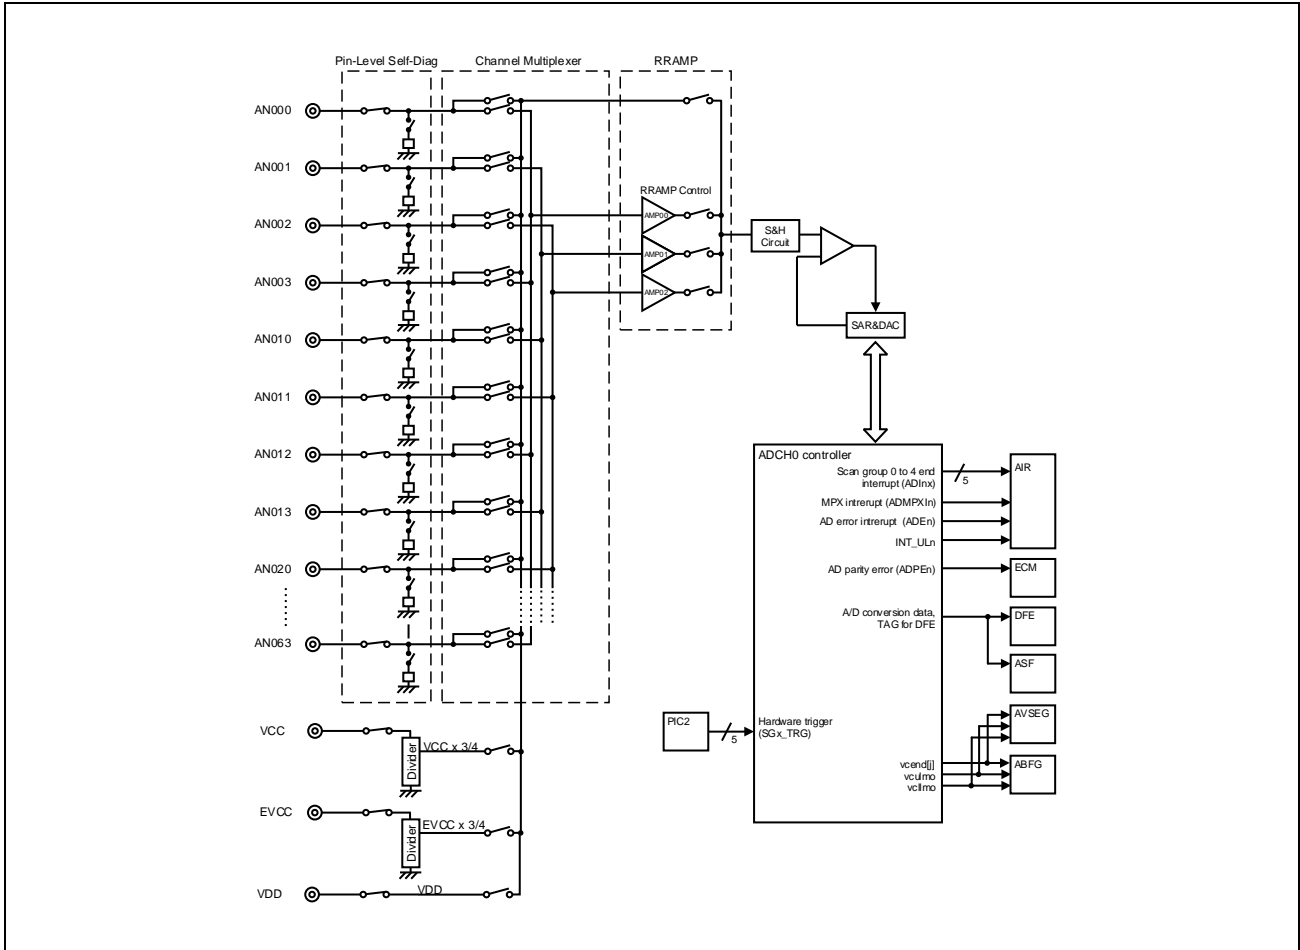 Pin-Level Self-Diag
Channel Multiplexer
RRAMP
AN000
AN001
AN002
AN003
AN010
AN011
AN012
AN013
AN020
AN063
VCC
EVCC
VDD
Divider
VCC x 3/4
Divider
EVCC x 3/4
VDD
RRAMP Control
AMP00
AMP01
AMP02
S&H
Circuit
SAR&DAC
ADCH0 controller
Scan group 0 to 4 end
interrupt (ADInx)
5
MPX intrerupt (ADMPXIn)
AD error intrerupt (ADEn)
INT_ULn
AIR
AD parity error (ADPEn)
ECM
A/D conversion data,
TAG for DFE
DFE
ASF
PIC2
5
Hardware trigger
(SGx_TRG)
vcend[j]
vculmo
vcllmo
AVSEG
ABFG